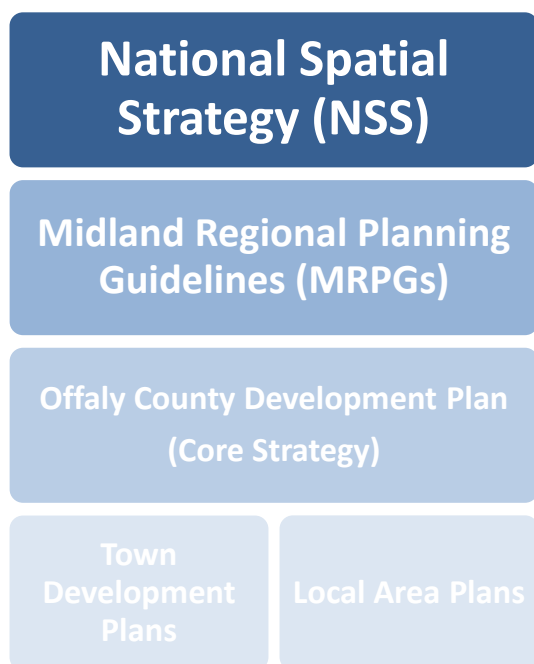 National Spatial
Strategy (NSS)
Midland Regional Planning
Guidelines (MRPGs)
Offaly County Development Plan
(Core Strategy)
Town
Development
Plans
Local Area Plans